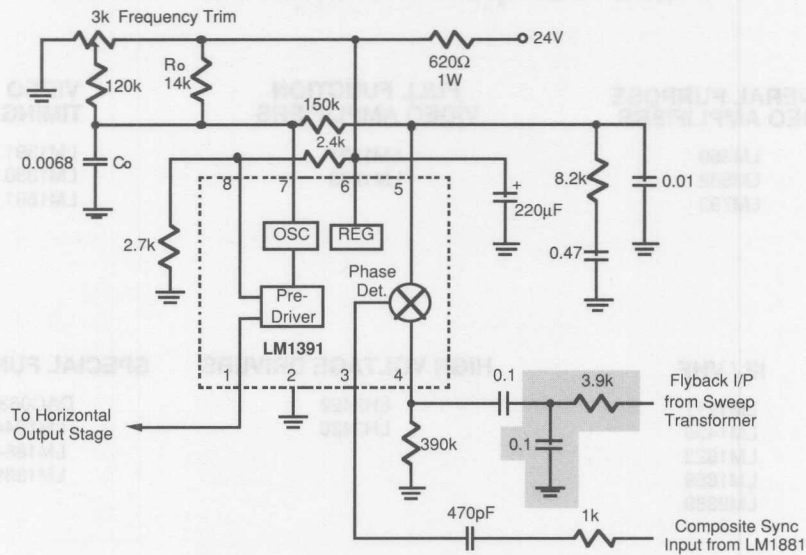 3k Frequency Trim
24V
Ro
14k
620Ω
1W
120k
150k
2.4k
0.0068
Co
8
7
6
5
+
220μF
8.2k
0.01
2.7k
OSC
REG
0.47
Phase
Det.
Pre-
Driver
LM1391
1
2
3
4
0.1
3.9k
Flyback I/P
from Sweep
Transformer
To Horizontal
Output Stage
390k
0.1
470pF
1k
Composite Sync
Input from LM1881